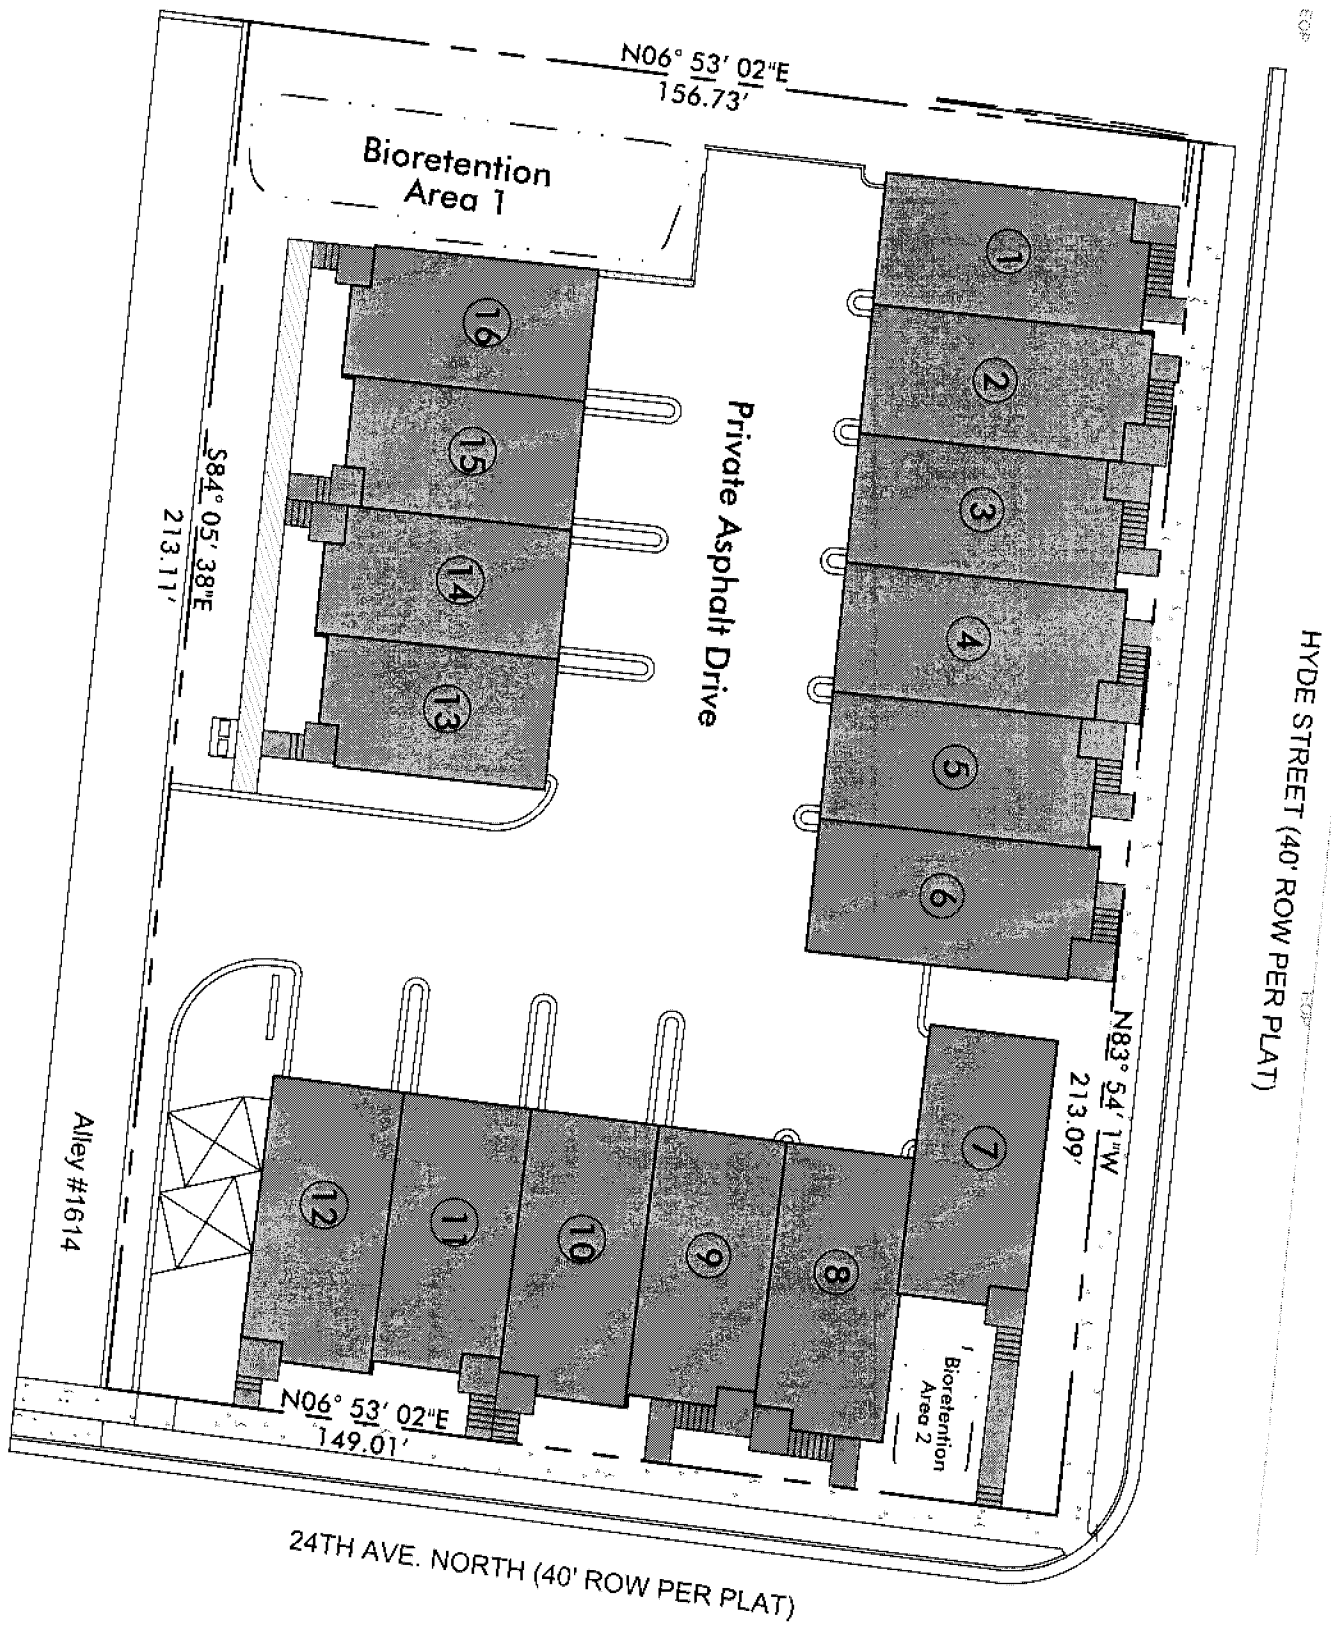 EOP
N06° 53' 02"E
156.73'
Bioretention
Area 1
1
16
2
15
Private Asphalt Drive
3
14
4
13
5
6
S84° 05' 38"E
213.11'
HYDE STREET (40' ROW PER PLAT)
EOP
N83° 54' 1"W
213.09'
7
Alley #1614
12
11
10
9
8
Bioretention
Area 2
N06° 53' 02"E
149.01'
24TH AVE. NORTH (40' ROW PER PLAT)